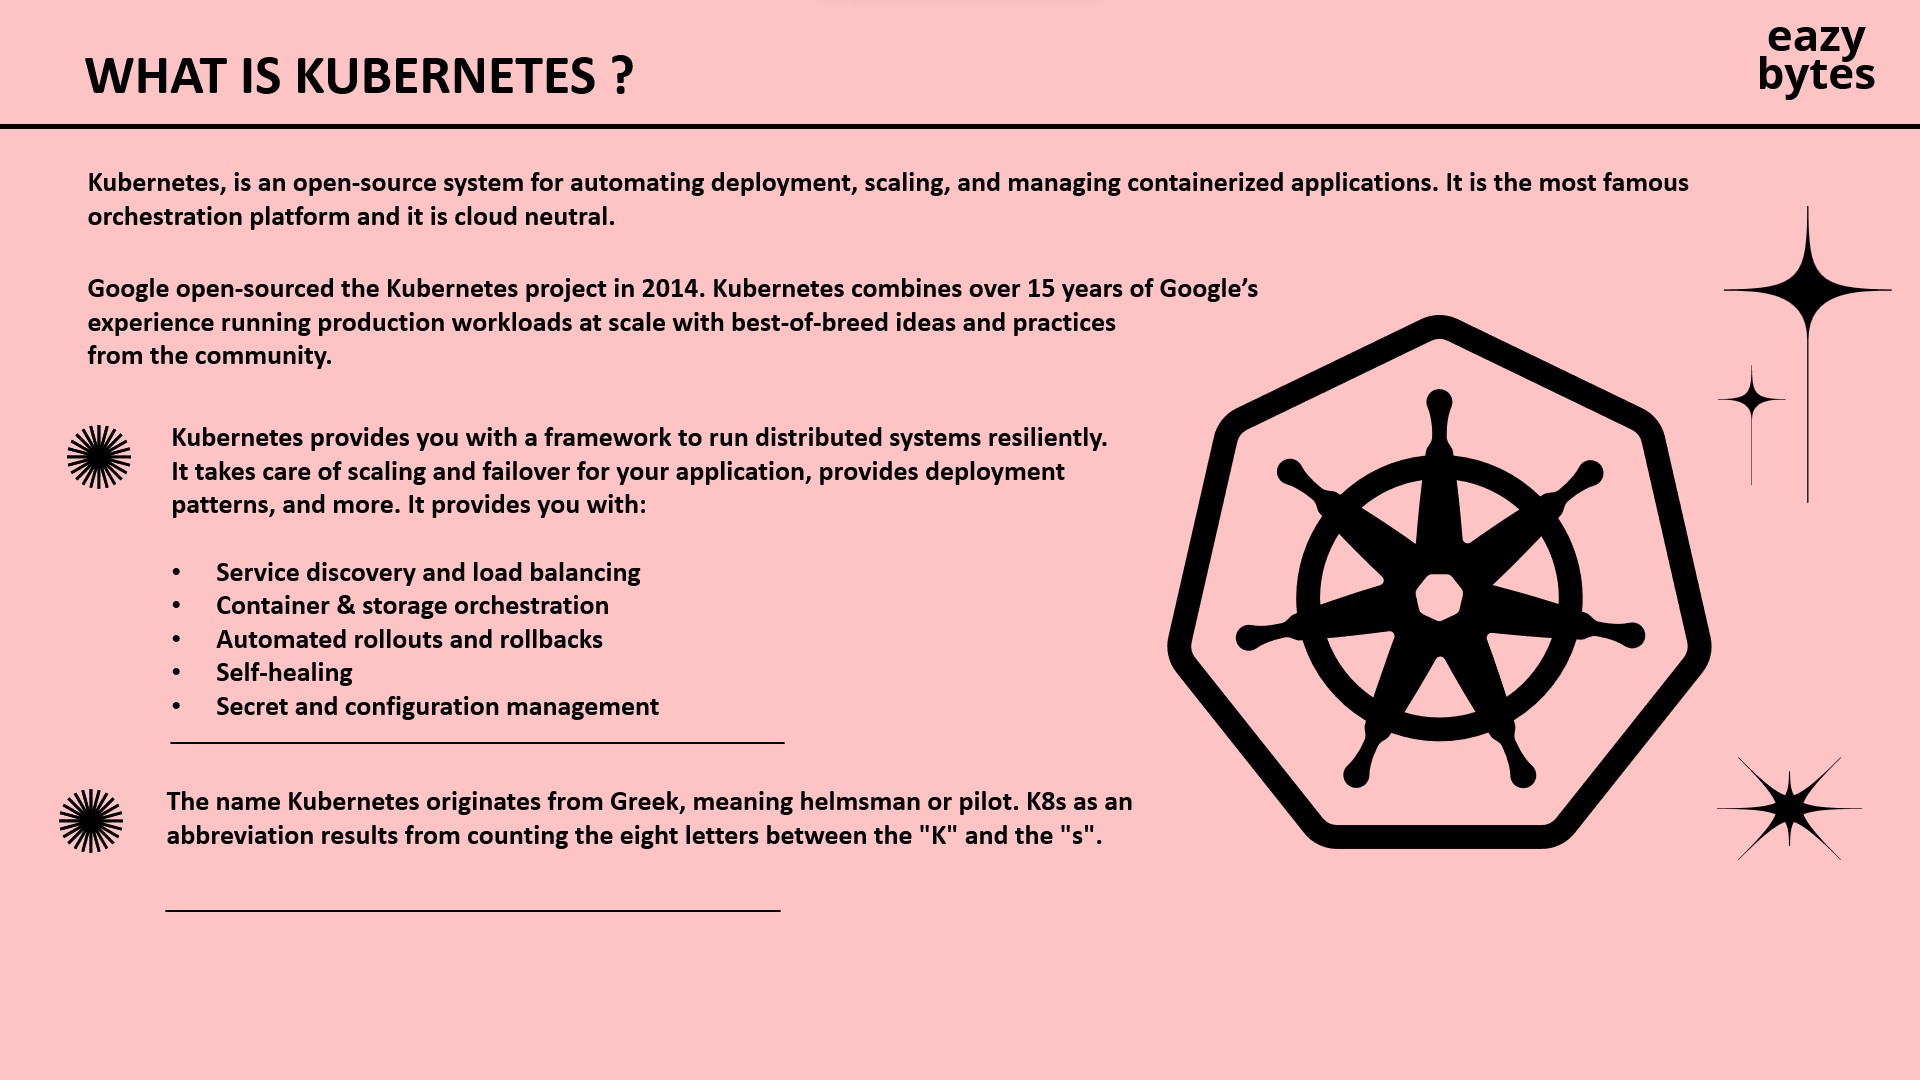 WHAT IS KUBERNETES ?
eazy
bytes
Kubernetes, is an open-source system for automating deployment, scaling, and managing containerized applications. It is the most famous
orchestration platform and it is cloud neutral.
Google open-sourced the Kubernetes project in 2014. Kubernetes combines over 15 years of Google’s
experience running production workloads at scale with best-of-breed ideas and practices
from the community.
Kubernetes provides you with a framework to run distributed systems resiliently.
It takes care of scaling and failover for your application, provides deployment
patterns, and more. It provides you with:
• Service discovery and load balancing
• Container & storage orchestration
• Automated rollouts and rollbacks
• Self-healing
• Secret and configuration management
The name Kubernetes originates from Greek, meaning helmsman or pilot. K8s as an
abbreviation results from counting the eight letters between the "K" and the "s".